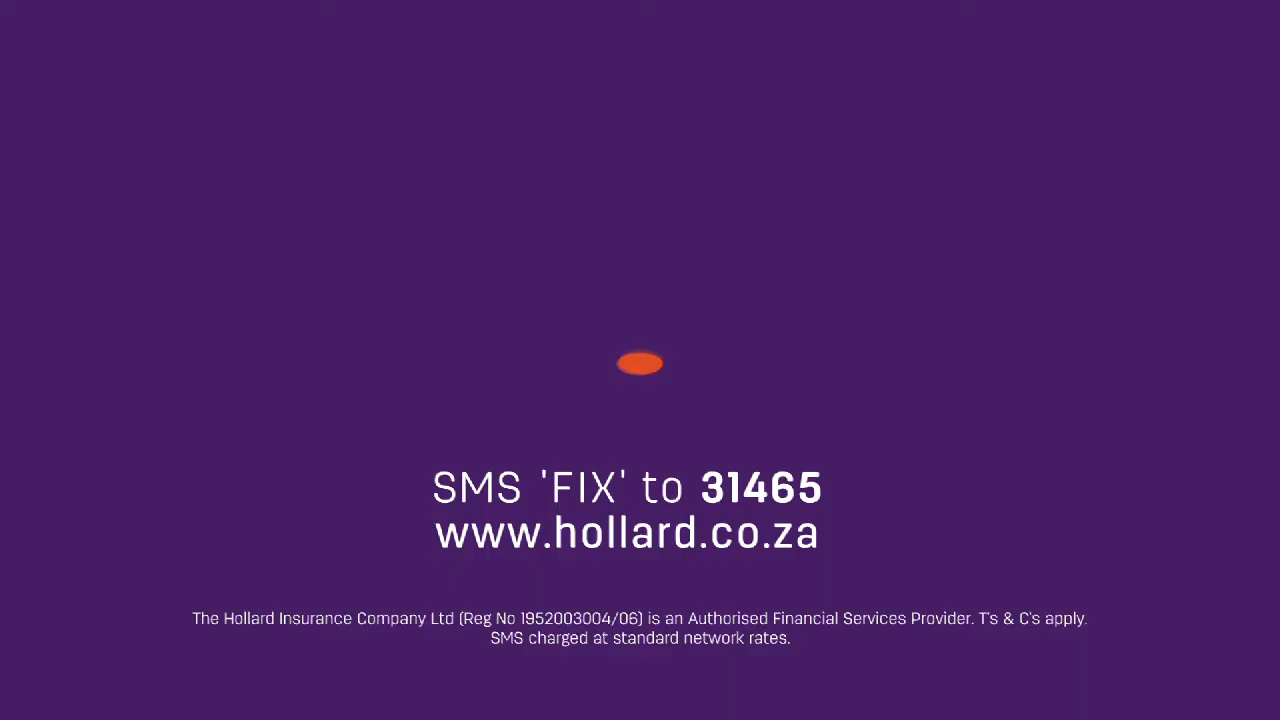 SMS 'FIX' to 31465
www.hollard.co.za
The Hollard Insurance Company Ltd (Reg No 1952003004/06) is an Authorised Financial Services Provider. T's & C's apply.
SMS charged at standard network rates.